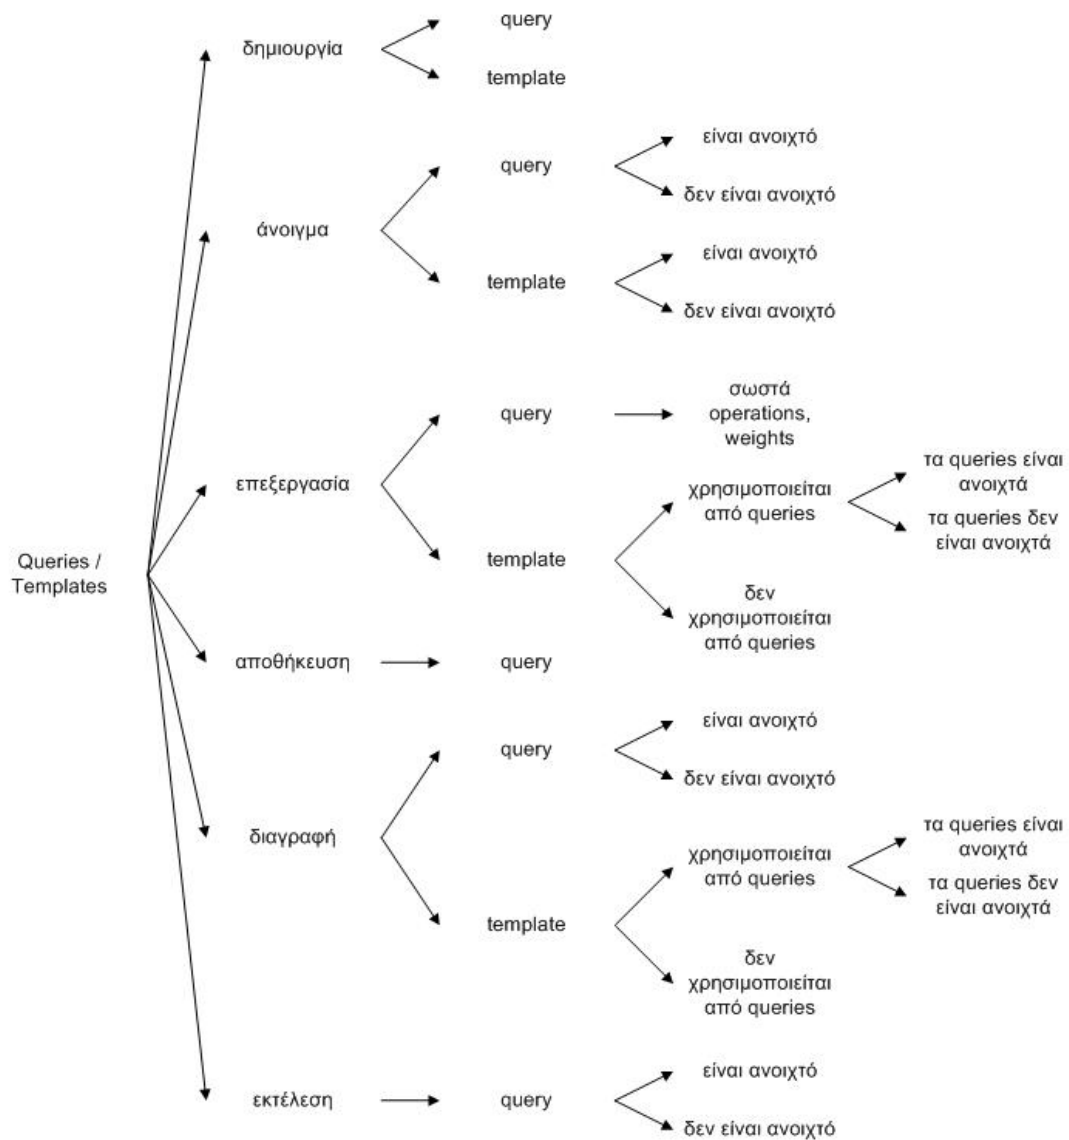 query
δημιουργία
template
είναι ανοιχτό
query
δεν είναι ανοιχτό
άνοιγμα
είναι ανοιχτό
template
δεν είναι ανοιχτό
σωστά
query
operations,
weights
τα queries είναι
ανοιχτά
επεξεργασία
χρησιμοποιείται
από queries
τα queries δεν
είναι ανοιχτά
Queries /
Templates
template
δεν
χρησιμοποιείται
από queries
αποθήκευση
query
είναι ανοιχτό
query
δεν είναι ανοιχτό
διαγραφή
τα queries είναι
ανοιχτά
χρησιμοποιείται
από queries
τα queries δεν
είναι ανοιχτά
template
δεν
χρησιμοποιείται
από queries
είναι ανοιχτό
εκτέλεση
query
δεν είναι ανοιχτό